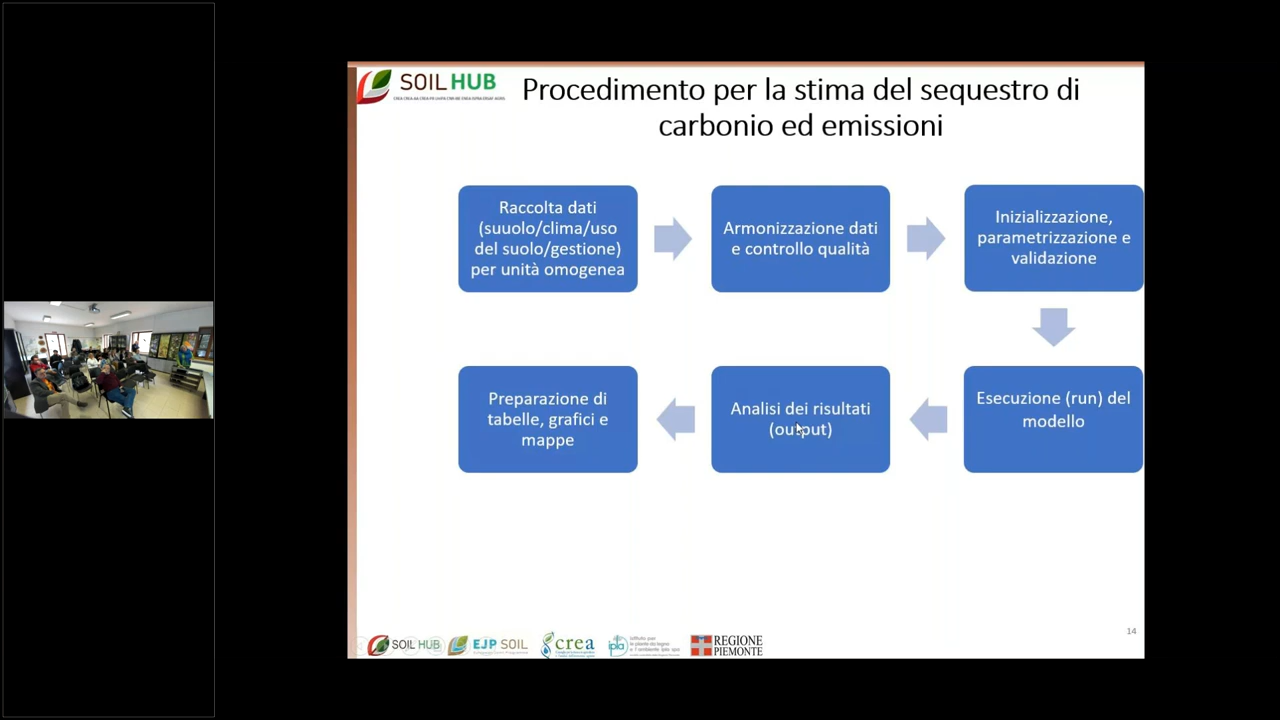 SOIL HUB
Procedimento per la stima del sequestro di
carbonio ed emissioni
Raccolta dati
(suuolo/clima/uso
del suolo/gestione)
per unità omogenea
Armonizzazione dati
e controllo qualità
Inizializzazione,
parametrizzazione e
validazione
Preparazione di
tabelle, grafici e
mappe
Analisi dei risultati
(output)
Esecuzione (run) del
modello
14
SOIL HUB
EJP SOIL
crea
ipla
REGIONE
PIEMONTE